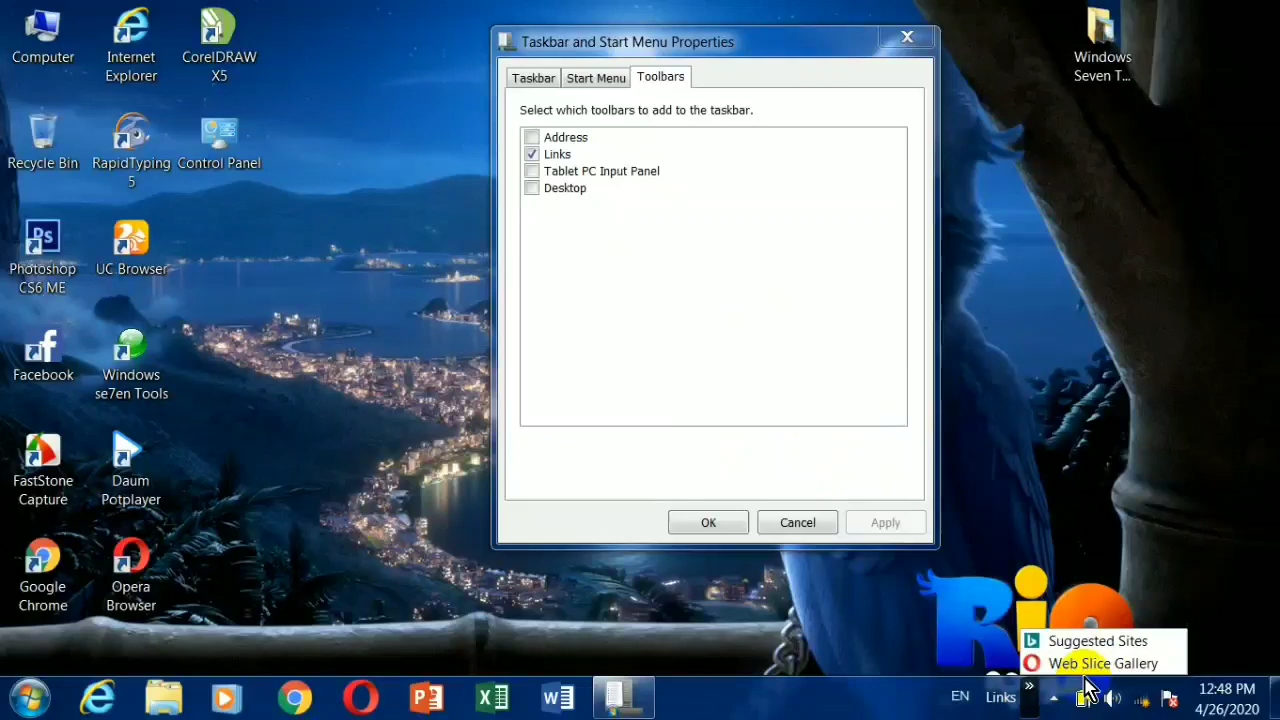 Computer
Internet
Explorer
CorelDRAW
X5
Recycle Bin
RapidTyping
5
Control Panel
Photoshop
CS6 ME
UC Browser
Facebook
Windows
se7en Tools
FastStone
Capture
Daum
Potplayer
Google
Chrome
Opera
Browser
Windows
Seven T...
Taskbar and Start Menu Properties
Taskbar
Start Menu
Toolbars
Select which toolbars to add to the taskbar.
Address
Links
Tablet PC Input Panel
Desktop
OK
Cancel
Apply
Rio
Suggested Sites
Web Slice Gallery
EN
Links
»
12:48 PM
4/26/2020